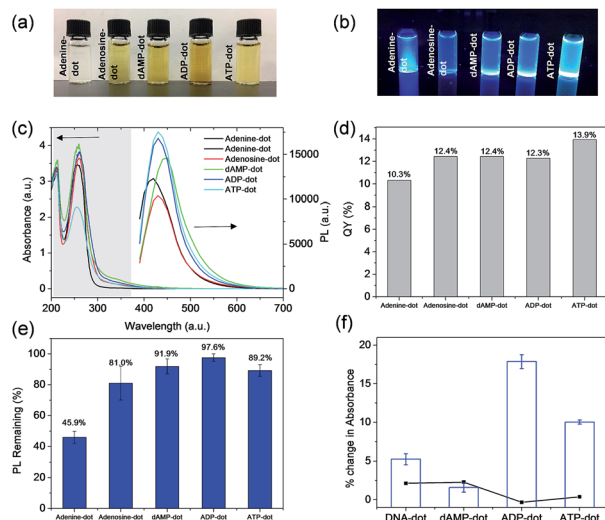 (a)
Adenine-dot
Adenosine-dot
dAMP-dot
ADP-dot
ATP-dot
(b)
Adenine-dot
Adenosine-dot
dAMP-dot
ADP-dot
ATP-dot
(c)
Absorbance (a.u.)
4
3
2
1
0
200 300 400 500 600 700
Wavelength (a.u.)
PL (a.u.)
15000
10000
5000
0
Adenine-dot
Adenine-dot
Adenosine-dot
dAMP-dot
ADP-dot
ATP-dot
(d)
QY (%)
14
12
10
8
6
4
2
0
10.3%
12.4%
12.4%
12.3%
13.9%
Adenine-dot Adenosine-dot dAMP-dot ADP-dot ATP-dot
(e)
PL Remaining (%)
100
80
60
40
20
0
45.9%
81.0%
91.9%
97.6%
89.2%
Adenine-dot Adenosine-dot dAMP-dot ADP-dot ATP-dot
(f)
% change in Absorbance
20
15
10
5
0
DNA-dot dAMP-dot ADP-dot ATP-dot